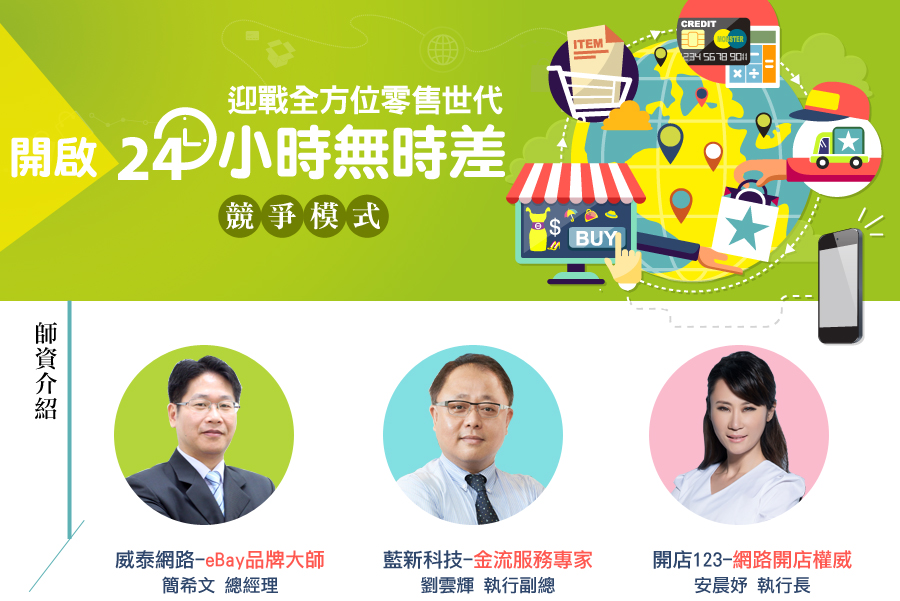 迎戰全方位零售世代
開啟 24小時無時差
競爭模式
ITEM
CREDIT
MOBSTER
234 5678 9011
$
BUY
師資介紹
威泰網路-eBay品牌大師
簡希文 總經理
藍新科技-金流服務專家
劉雲輝 執行副總
開店123-網路開店權威
安晨妤 執行長